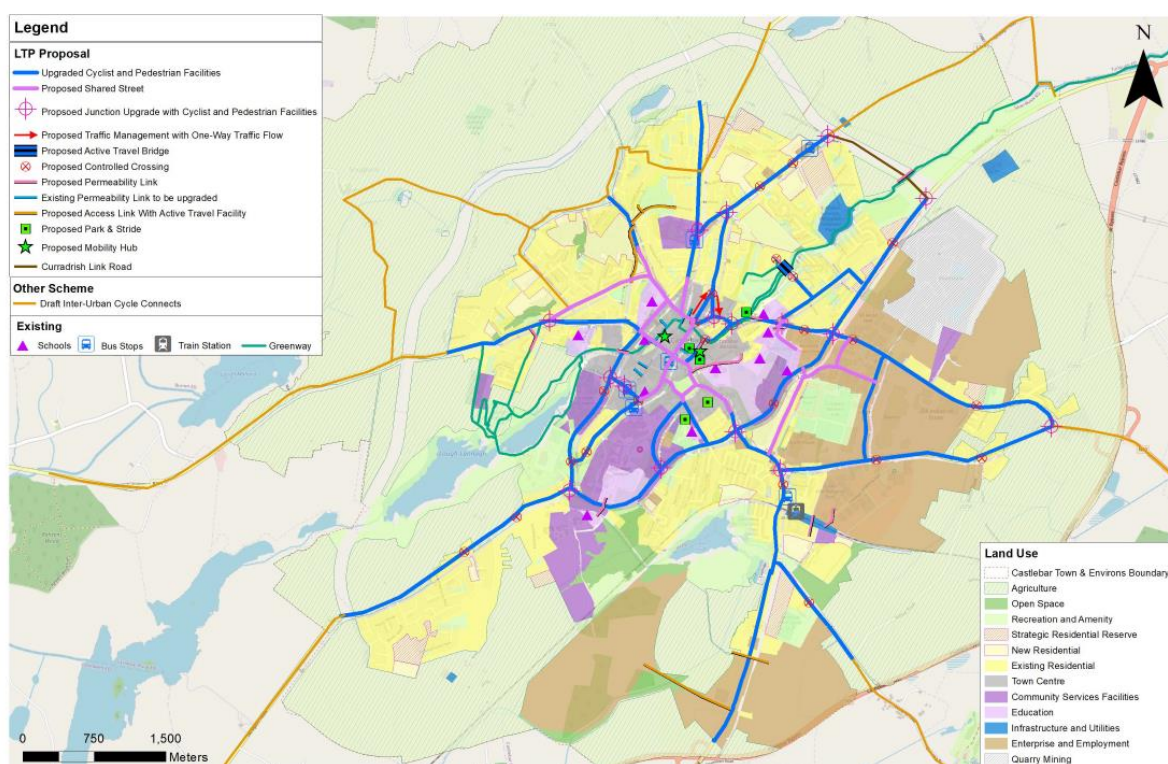 Legend
LTP Proposal
Upgraded Cyclist and Pedestrian Facilities
Proposed Shared Street
Proposed Junction Upgrade with Cyclist and Pedestrian Facilities
Proposed Traffic Management with One-Way Traffic Flow
Proposed Active Travel Bridge
Proposed Controlled Crossing
Proposed Permeability Link
Existing Permeability Link to be upgraded
Proposed Access Link With Active Travel Facility
Proposed Park & Stride
Proposed Mobility Hub
Curradrish Link Road
Other Scheme
Draft Inter-Urban Cycle Connects
Existing
Schools Bus Stops Train Station Greenway
N
0 750 1,500
Meters
Land Use
Castlebar Town & Environs Boundary
Agriculture
Open Space
Recreation and Amenity
Strategic Residential Reserve
New Residential
Existing Residential
Town Centre
Community Services Facilities
Education
Infrastructure and Utilities
Enterprise and Employment
Quarry Mining